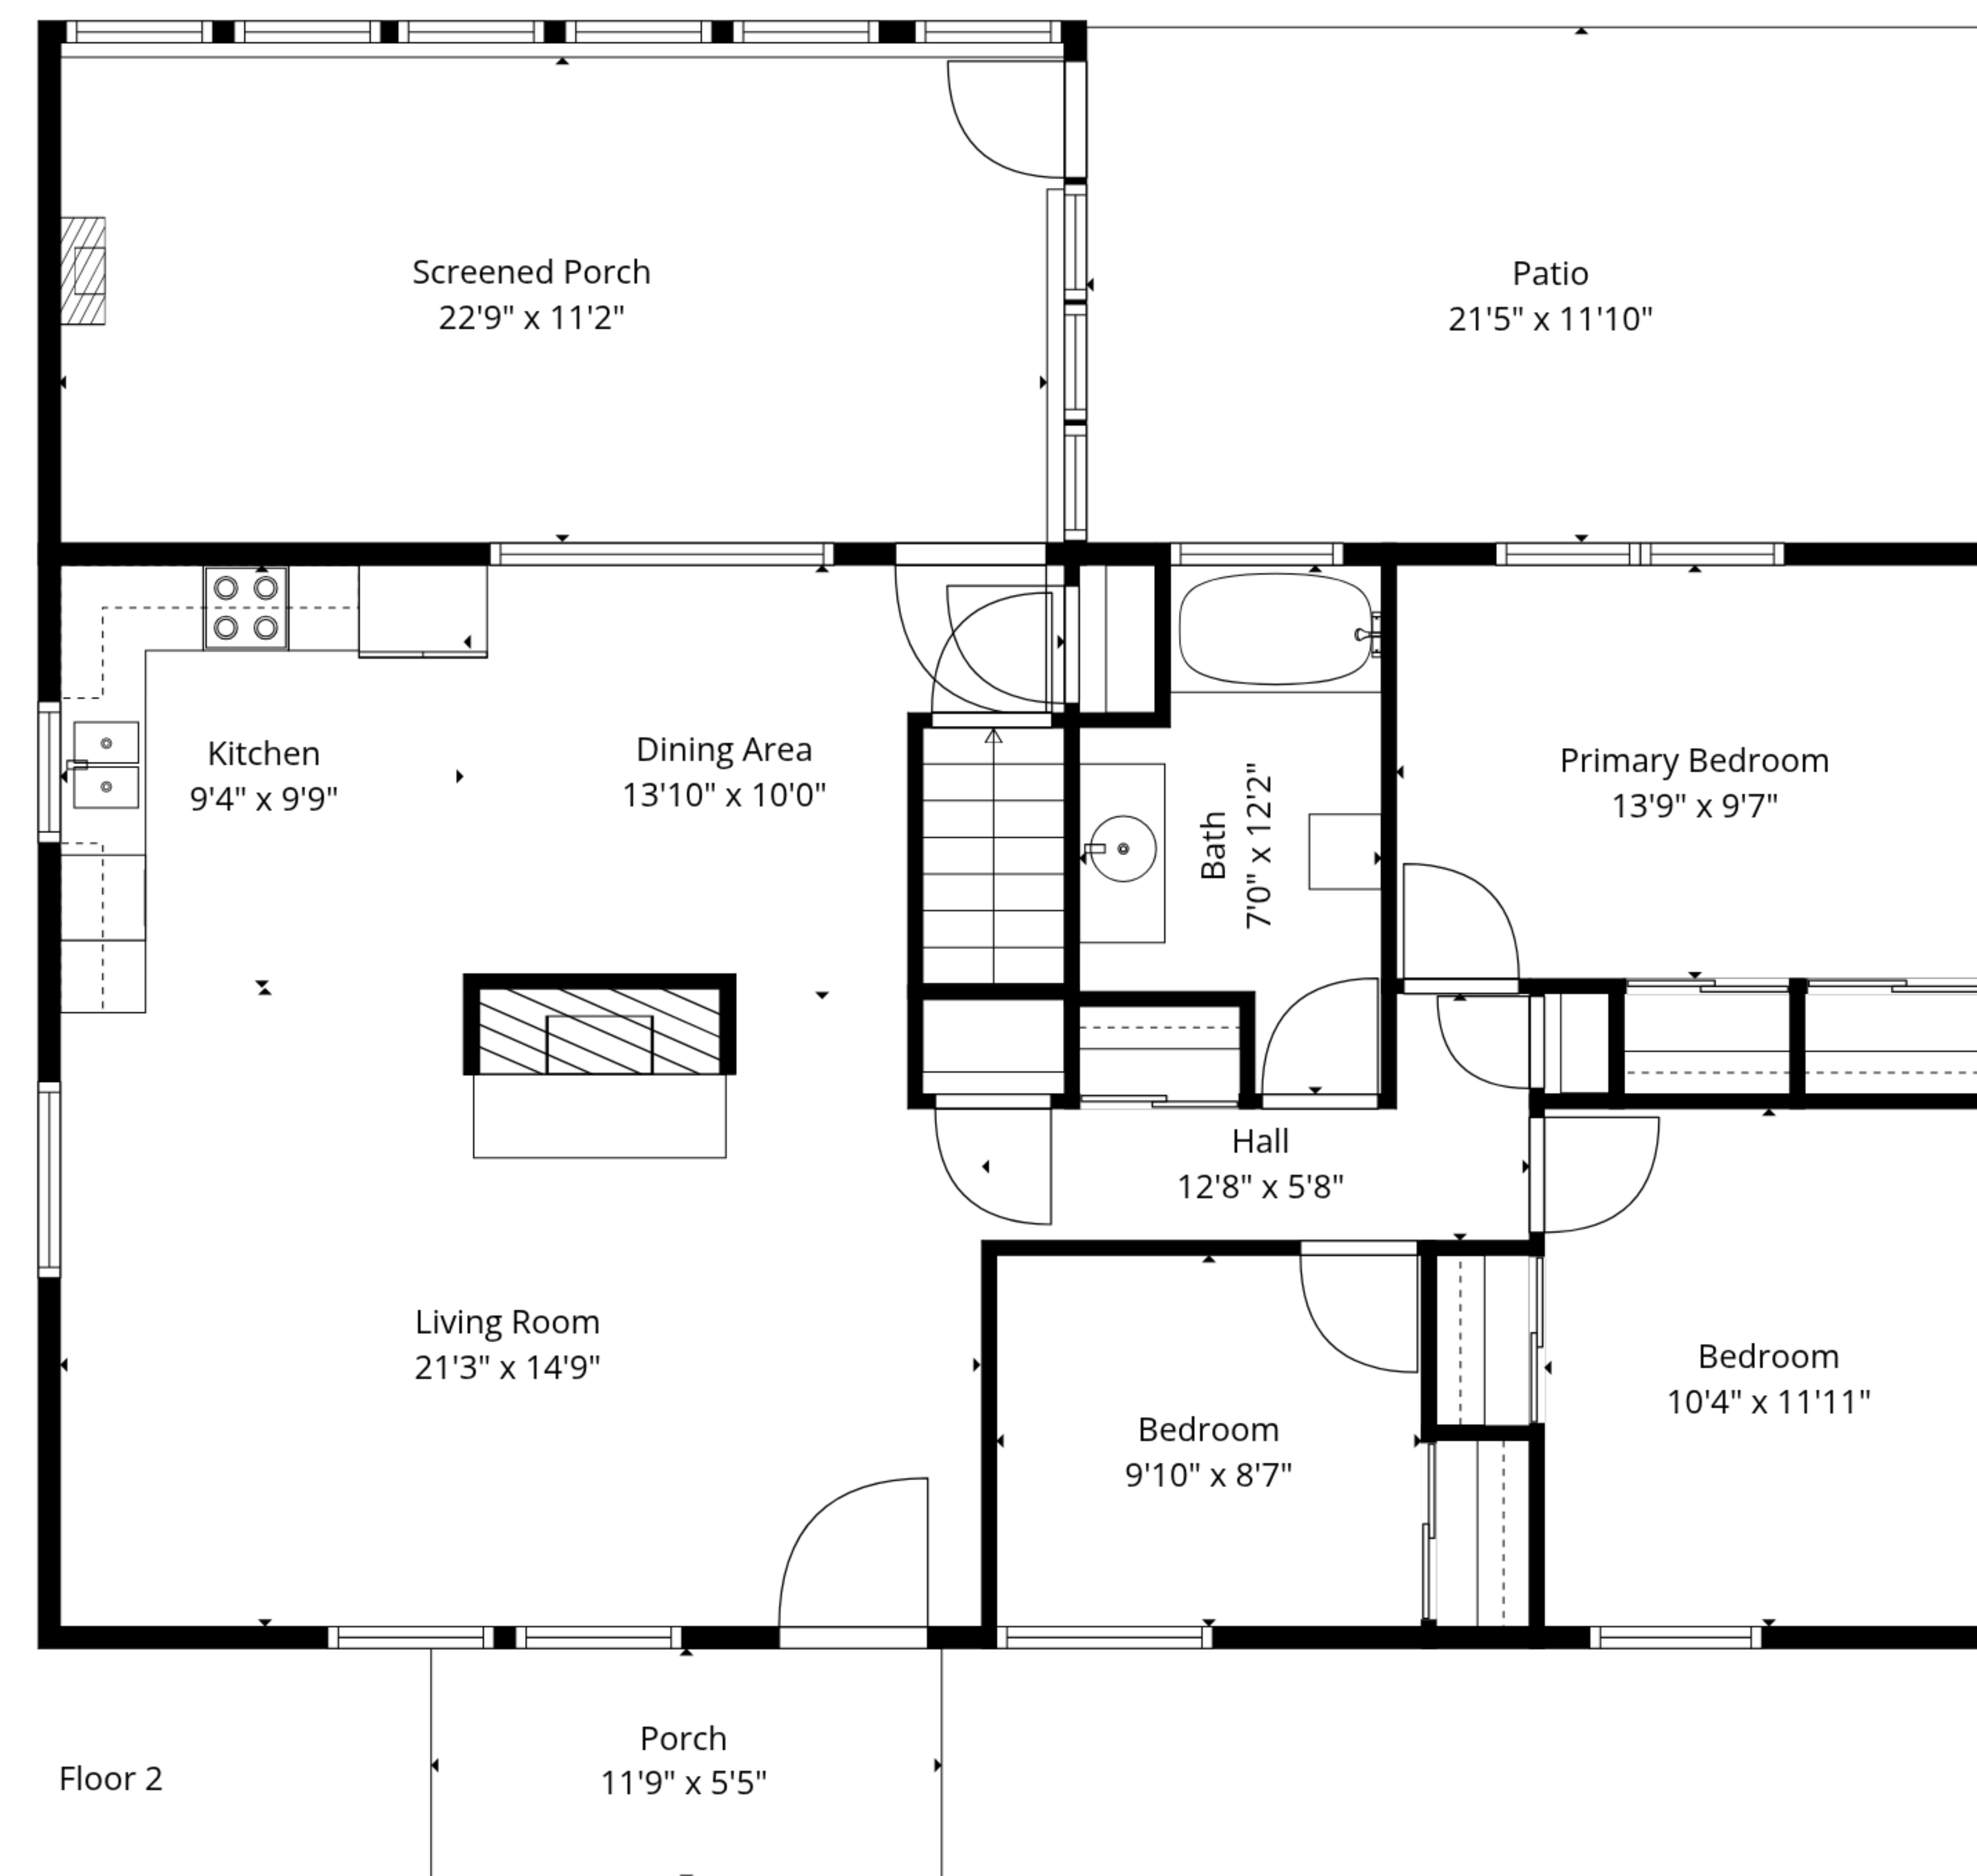 Screened Porch
22'9" x 11'2"
Patio
21'5" x 11'10"
Kitchen
9'4" x 9'9"
Dining Area
13'10" x 10'0"
Bath
7'0" x 12'2"
Primary Bedroom
13'9" x 9'7"
Hall
12'8" x 5'8"
Living Room
21'3" x 14'9"
Bedroom
9'10" x 8'7"
Bedroom
10'4" x 11'11"
Porch
11'9" x 5'5"
Floor 2